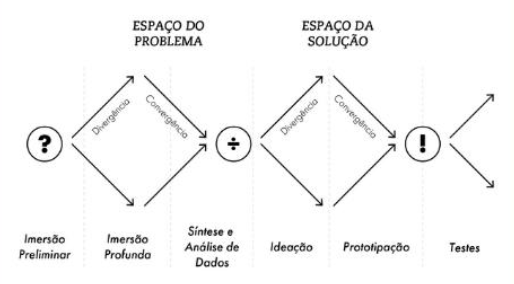 ESPAÇO DO
PROBLEMA
ESPAÇO DA
SOLUÇÃO
Divergência
Convergência
Divergência
Convergência
?
÷
!
Imersão
Preliminar
Imersão
Profunda
Síntese e
Análise de
Dados
Ideação
Prototipação
Testes